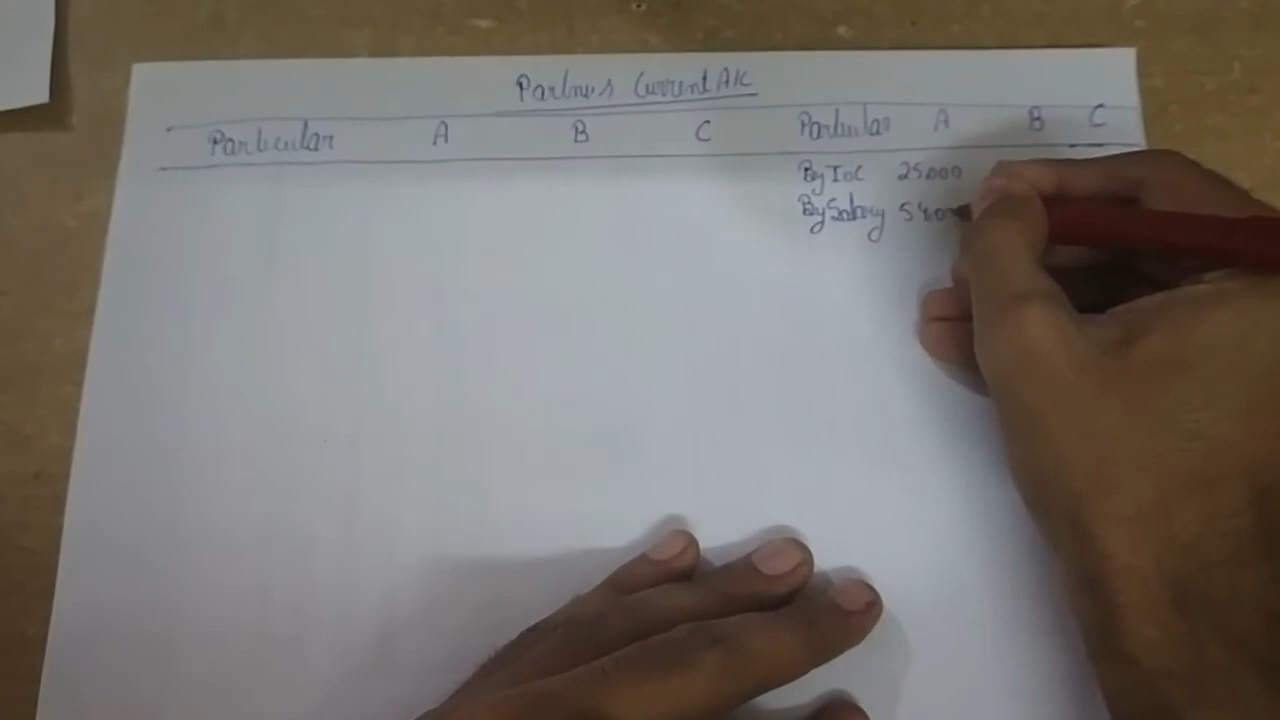 Partners Current A/C
Particular A B C Particular A B C
By IOC 25000
By Salary